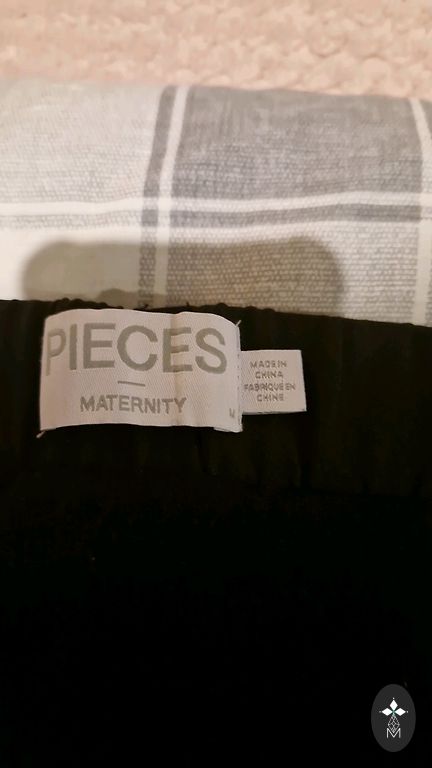 PIECES
MATERNITY
M
MADE IN
CHINA
FABRIQUE EN
CHINE
M